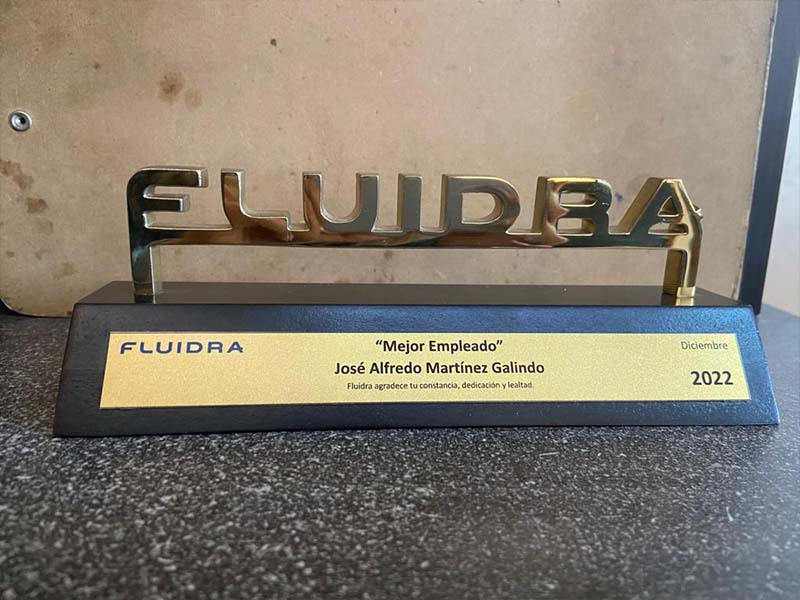 FLUIDRA
FLUIDRA
"Mejor Empleado"
José Alfredo Martínez Galindo
Fluidra agradece tu constancia, dedicación y lealtad.
Diciembre
2022